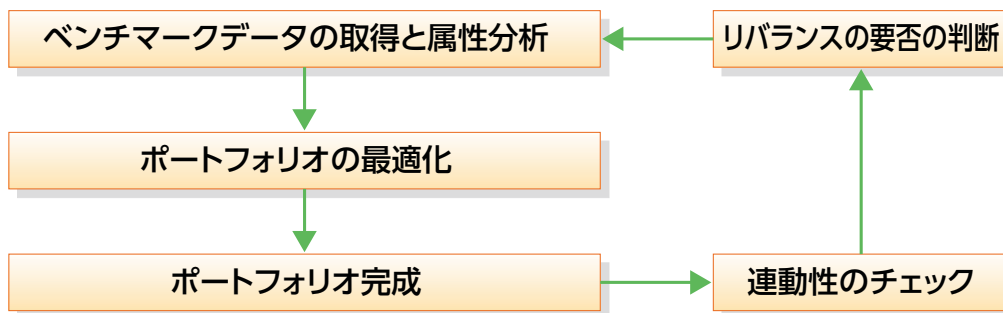 ベンチマークデータの取得と属性分析
リバランスの要否の判断
ポートフォリオの最適化
ポートフォリオ完成
連動性のチェック